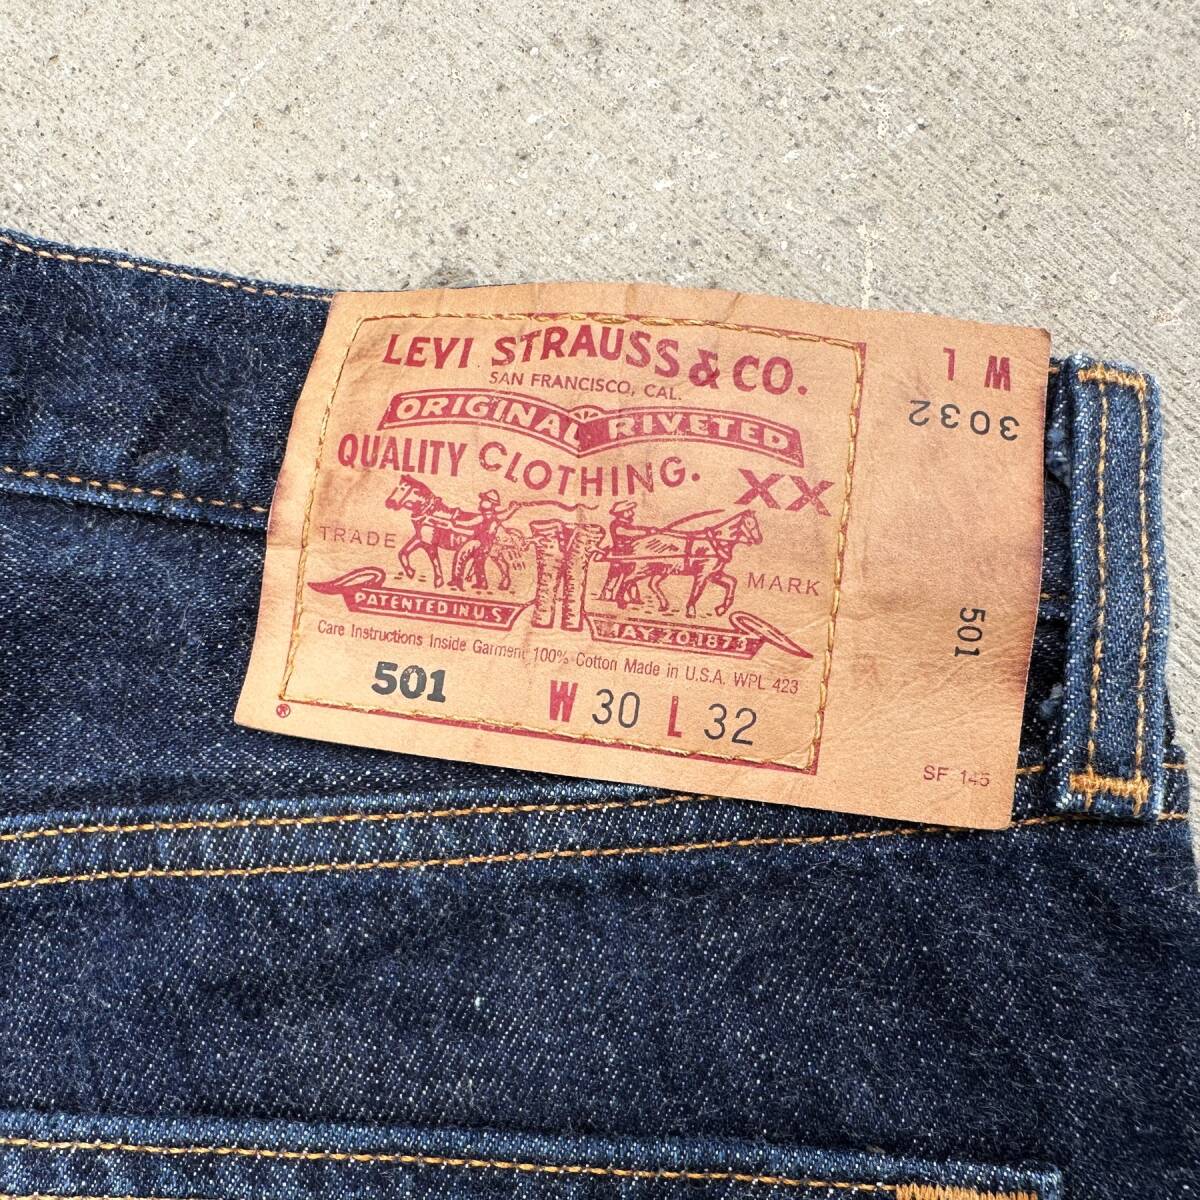 LEVI STRAUSS & CO.
SAN FRANCISCO, CAL.
ORIGINAL RIVETED
QUALITY CLOTHING.
XX
TRADE MARK
PATENTED IN U.S
MAY 20.1873
Care Instructions Inside Garment 100% Cotton Made in U.S.A. WPL 423
501 W 30 L 32
®
W L
3032
501
SF 145